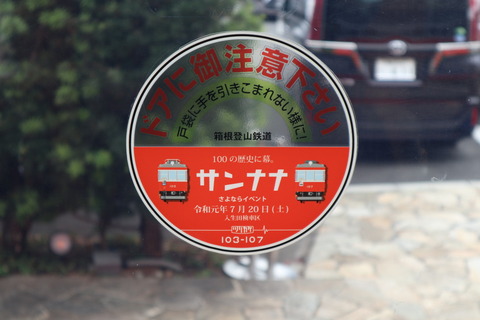 ドアに御注意下さい
戸袋に手を引きこまれない様に!
箱根登山鉄道
100の歴史に幕。
サンナナ
さよならイベント
令和元年7月20日(土)
入生田検車区
103-107